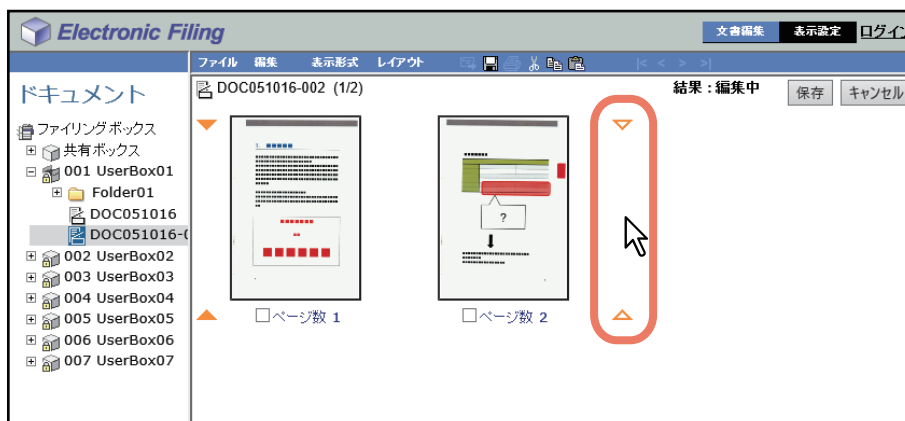 Electronic Filing
文書編集 表示設定 ログイン
ファイル 編集 表示形式 レイアウト |< < > >|
ドキュメント
DOC051016-002 (1/2)
結果：編集中
保存 キャンセル
ファイリングボックス
共有ボックス
001 UserBox01
Folder01
DOC051016
DOC051016-0
002 UserBox02
003 UserBox03
004 UserBox04
005 UserBox05
006 UserBox06
007 UserBox07
1.
?
ページ数 1
ページ数 2